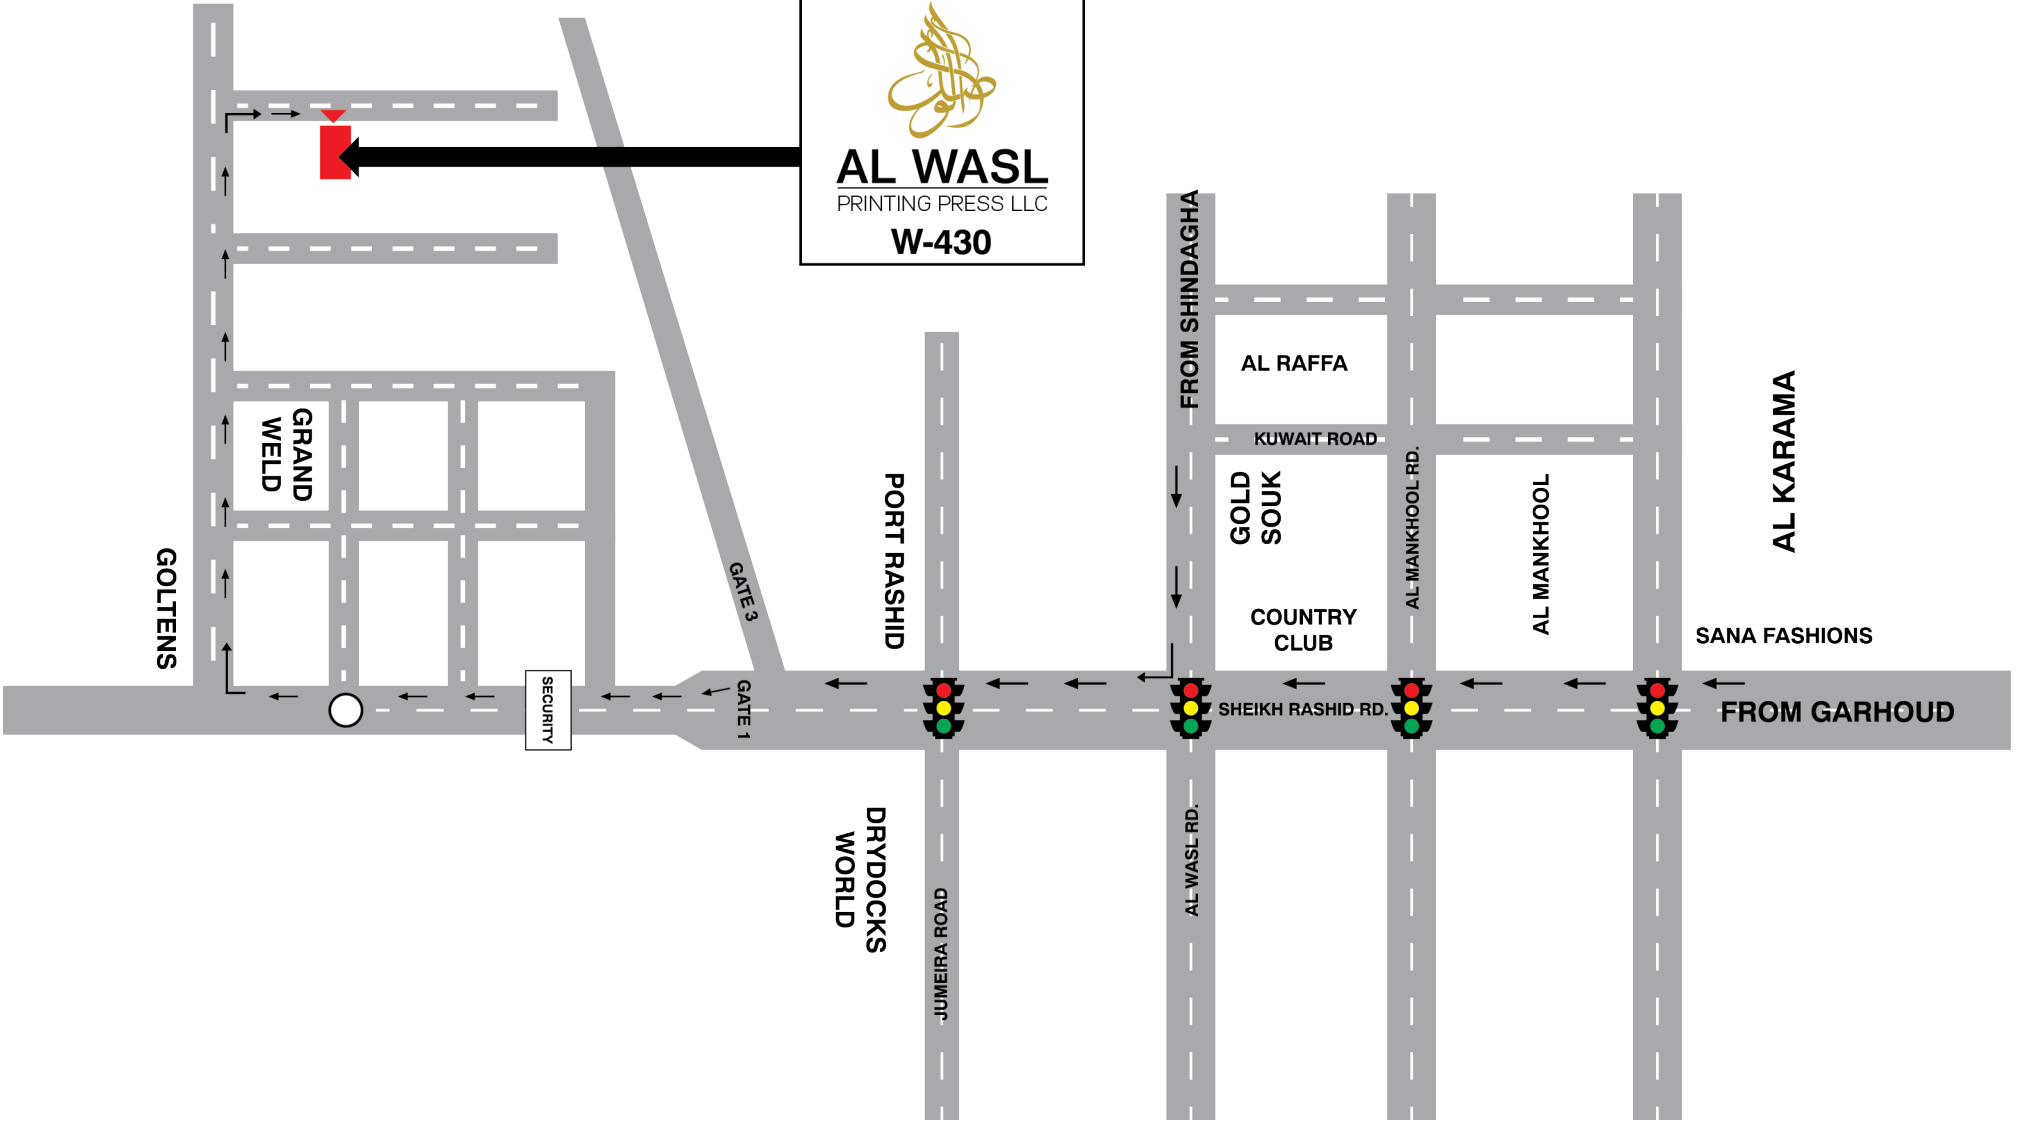 AL WASL
PRINTING PRESS LLC
W-430
FROM SHINDAGHA
AL RAFFA
KUWAIT ROAD
AL KARAMA
GRAND
WELD
GOLD
SOUK
AL MANKHOOL RD.
AL MANKHOOL
PORT RASHID
GOLTENS
GATE 3
COUNTRY
CLUB
SANA FASHIONS
SECURITY
GATE 1
SHEIKH RASHID RD.
FROM GARHOUD
DRYDOCKS
WORLD
AL WASL RD.
JUMEIRA ROAD